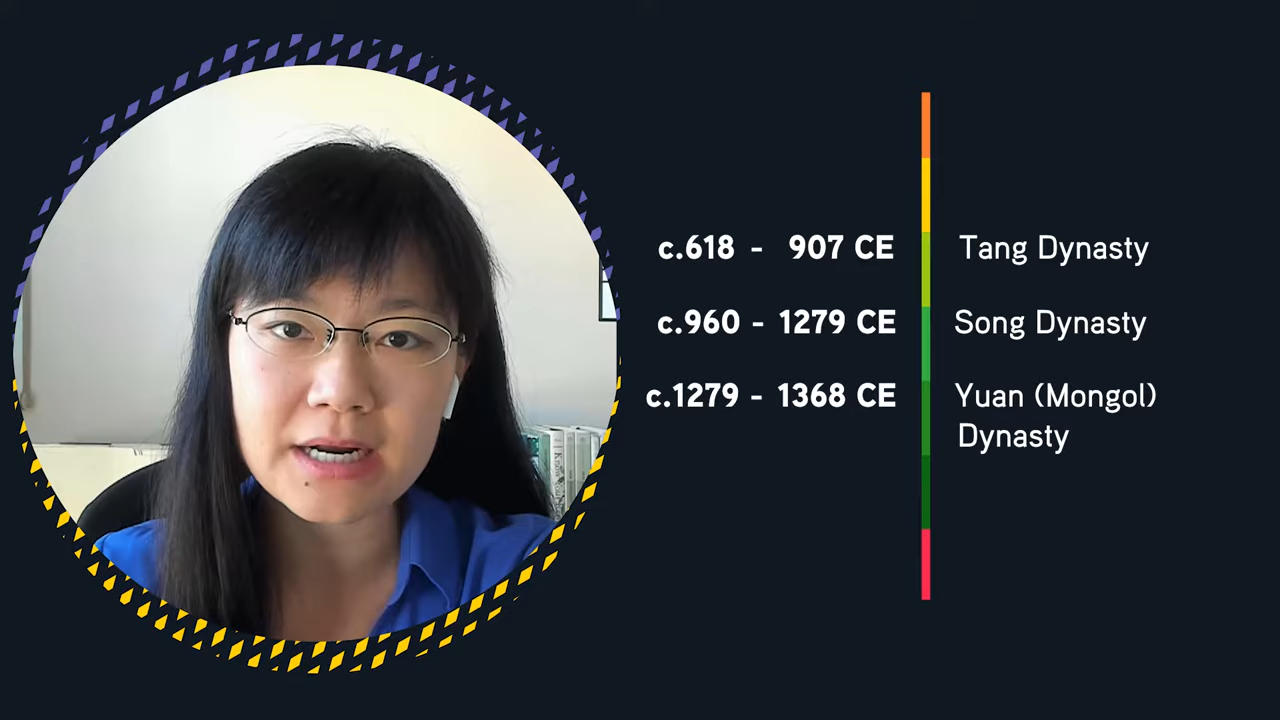 c.618 - 907 CE Tang Dynasty
c.960 - 1279 CE Song Dynasty
c.1279 - 1368 CE Yuan (Mongol)
Dynasty